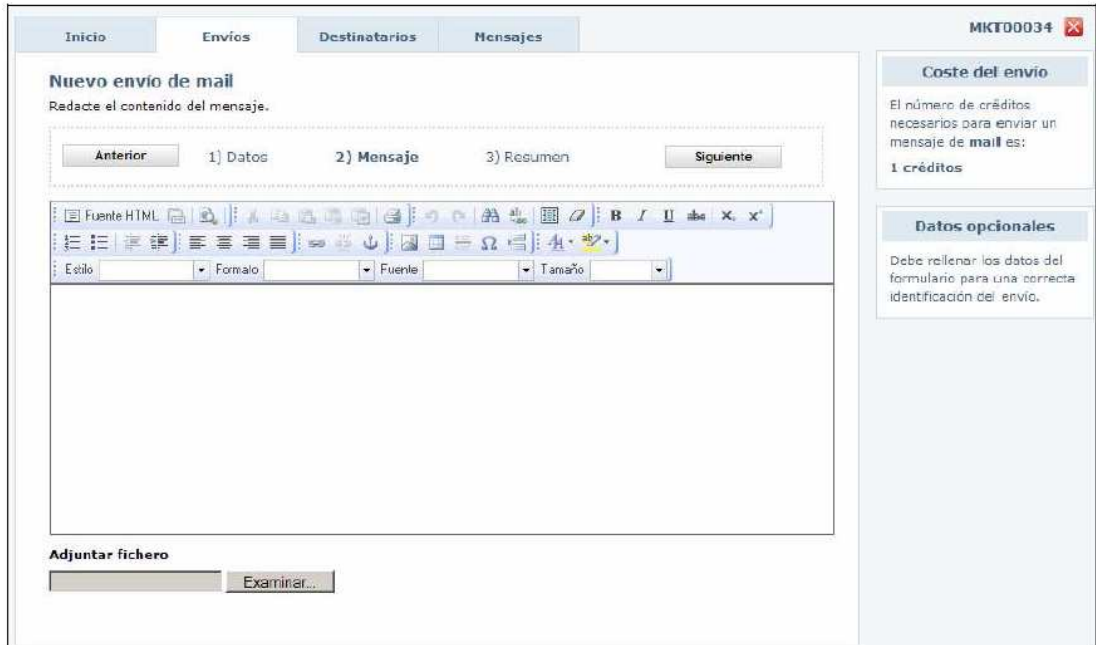 Inicio Envíos Destinatarios Mensajes MKT00034
Nuevo envío de mail
Redacte el contenido del mensaje.
Anterior 1) Datos 2) Mensaje 3) Resumen Siguiente
Fuente HTML
Estilo Formato Fuente Tamaño
Adjuntar fichero
Examinar...
Coste del envío
El número de créditos
necesarios para enviar un
mensaje de mail es:
1 créditos
Datos opcionales
Debe rellenar los datos del
formulario para una correcta
identificación del envío.